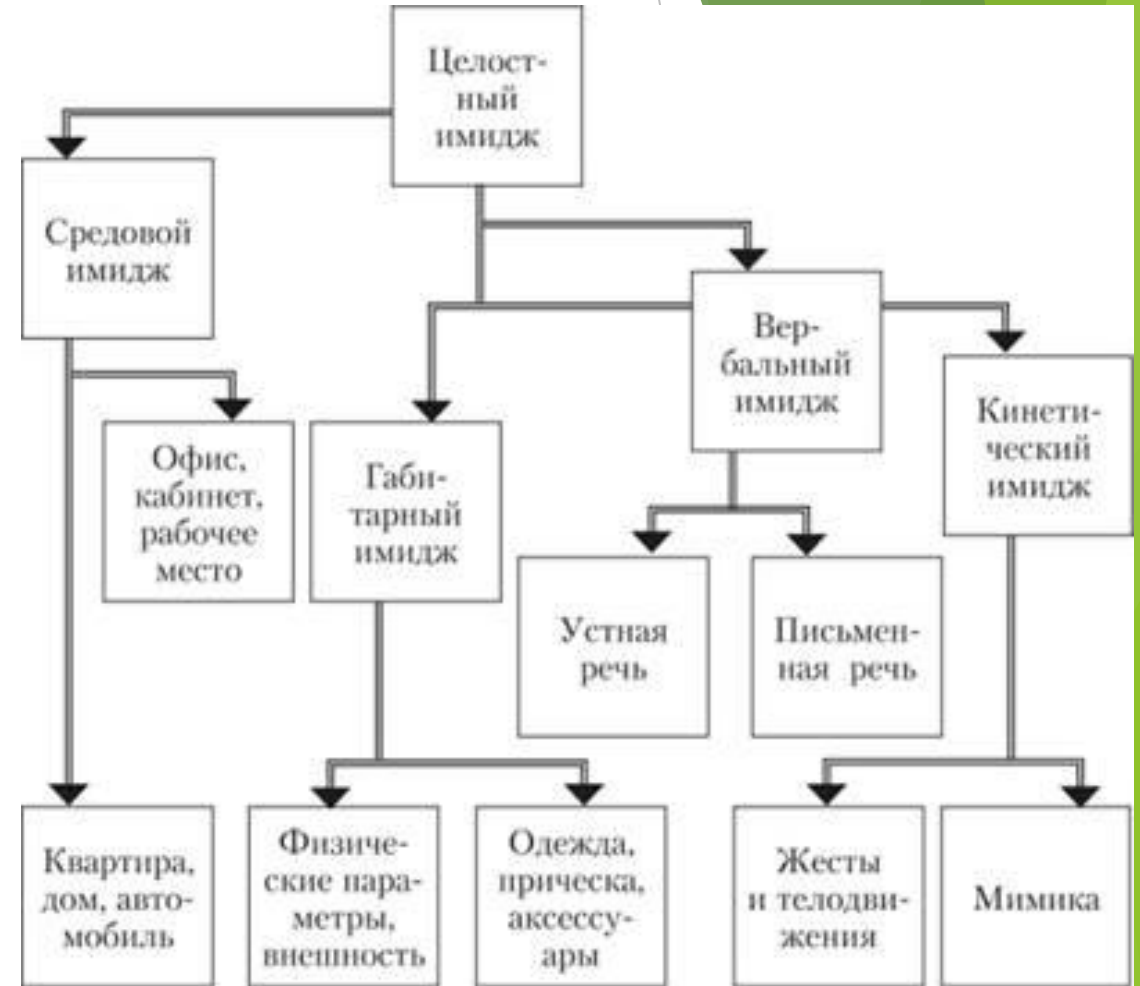 Целост-
ный
имидж
Средовой
имидж
Вер-
бальный
имидж
Кинети-
ческий
имидж
Офис,
кабинет,
рабочее
место
Габи-
тарный
имидж
Устная
речь
Письмен-
ная речь
Квартира,
дом, авто-
мобиль
Физиче-
ские пара-
метры,
внешность
Одежда,
прическа,
аксессу-
ары
Жесты
и телодви-
жения
Мимика